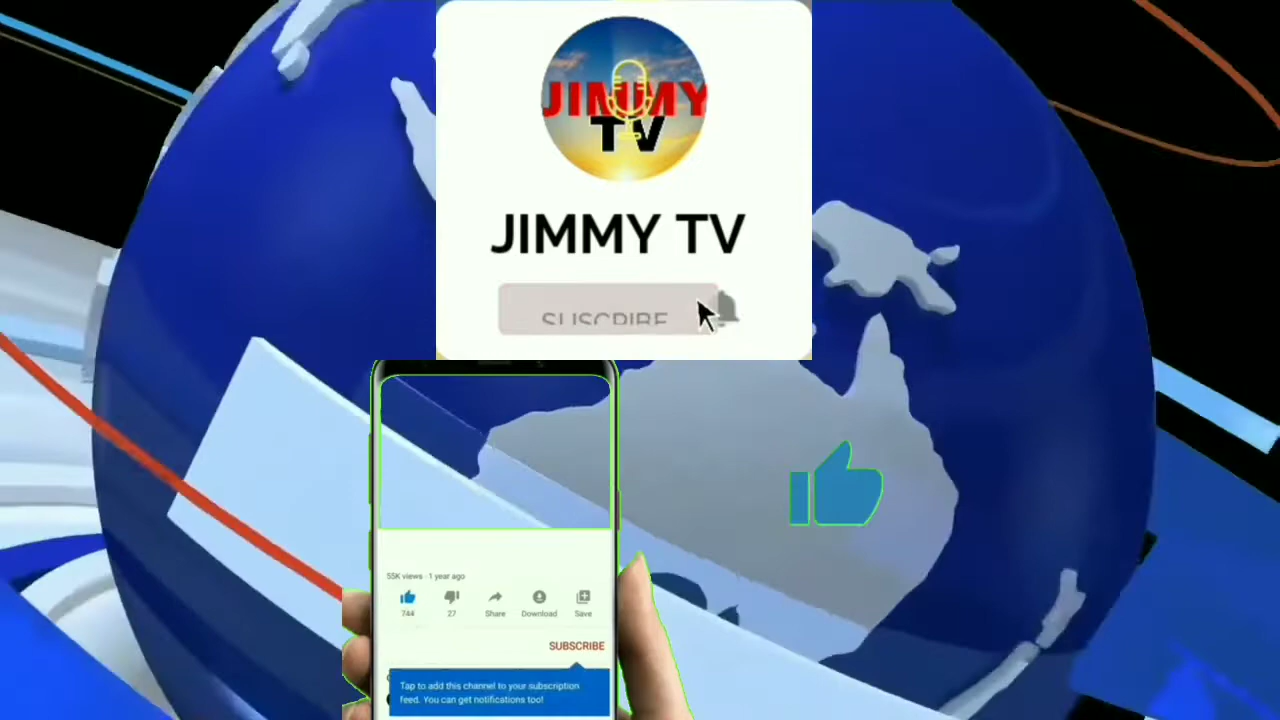 JIMMY
TV
JIMMY TV
SUSCRIBE
55K views · 1 year ago
744
27
Share
Download
Save
SUBSCRIBE
Tap to add this channel to your subscription
feed. You can get notifications too!